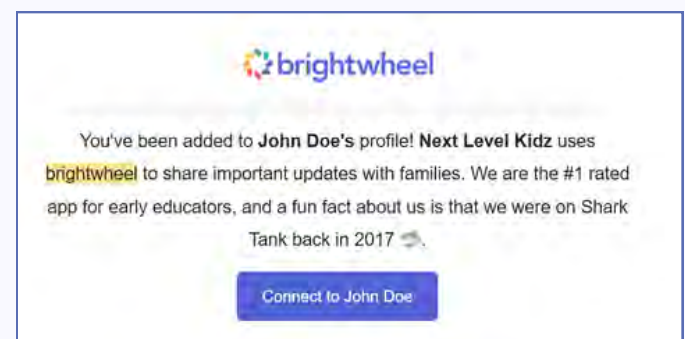 brightwheel
You've been added to John Doe's profile! Next Level Kidz uses
brightwheel to share important updates with families. We are the #1 rated
app for early educators, and a fun fact about us is that we were on Shark
Tank back in 2017 🦈.
Connect to John Doe